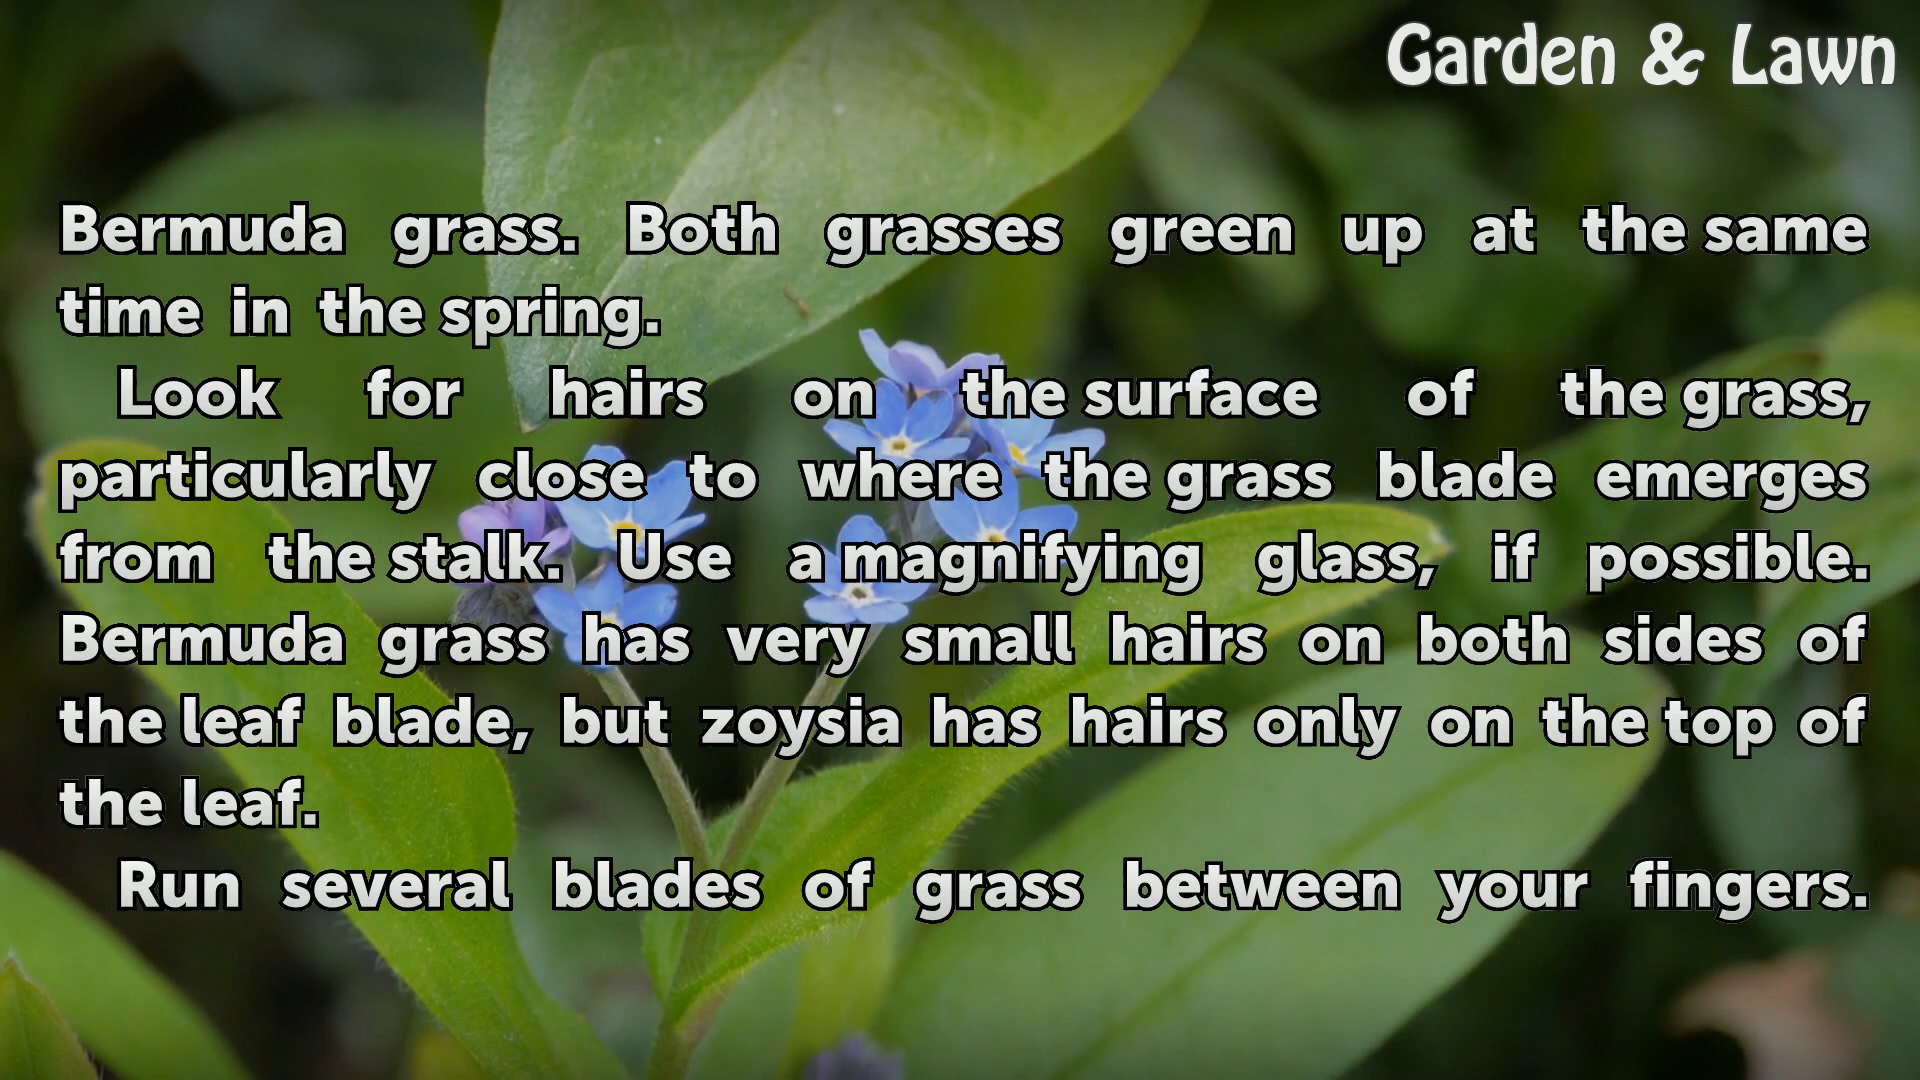 Garden & Lawn
Bermuda grass. Both grasses green up at the same
time in the spring.
Look for hairs on the surface of the grass,
particularly close to where the grass blade emerges
from the stalk. Use a magnifying glass, if possible.
Bermuda grass has very small hairs on both sides of
the leaf blade, but zoysia has hairs only on the top of
the leaf.
Run several blades of grass between your fingers.